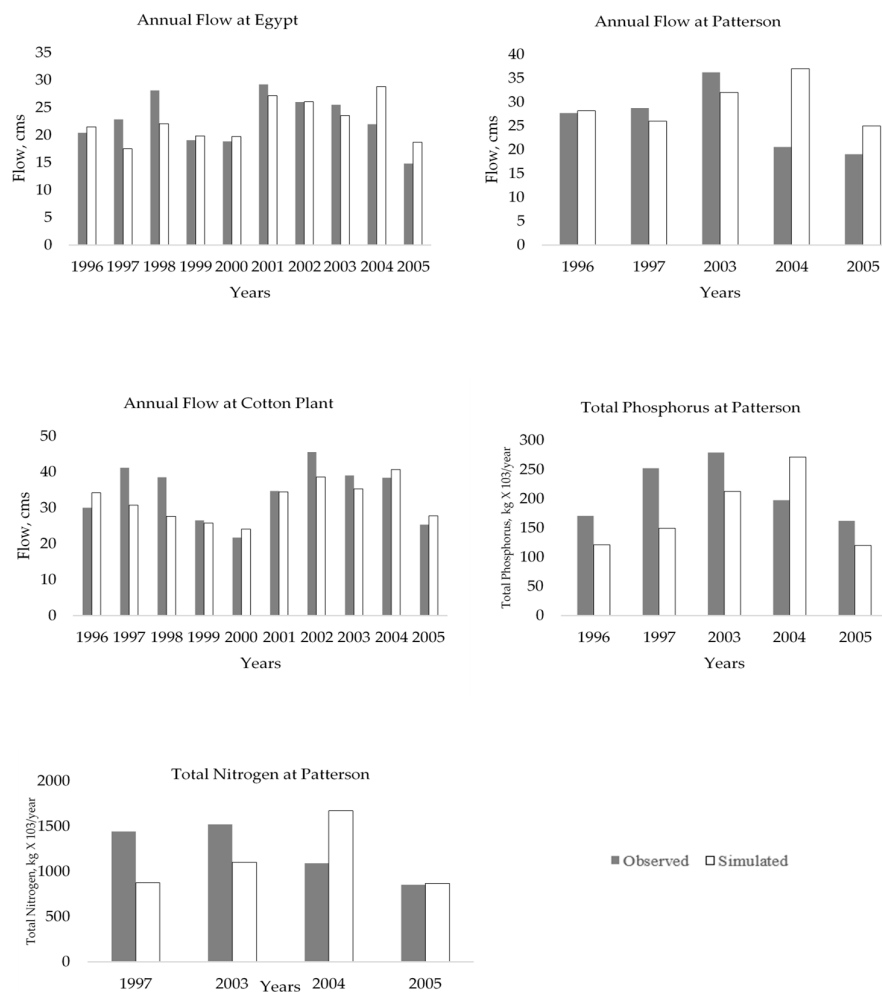 Annual Flow at Egypt
35
30
25
20
15
10
5
0
Flow, cms
1996 1997 1998 1999 2000 2001 2002 2003 2004 2005
Years
Annual Flow at Patterson
40
35
30
25
20
15
10
5
0
Flow, cms
1996 1997 2003 2004 2005
Years
Annual Flow at Cotton Plant
50
40
30
20
10
0
Flow, cms
1996 1997 1998 1999 2000 2001 2002 2003 2004 2005
Years
Total Phosphorus at Patterson
300
250
200
150
100
50
0
Total Phosphorus, kg X 103/year
1996 1997 2003 2004 2005
Years
Total Nitrogen at Patterson
2000
1500
1000
500
0
Total Nitrogen, kg X 103/year
1997 2003 2004 2005
Years
Observed Simulated